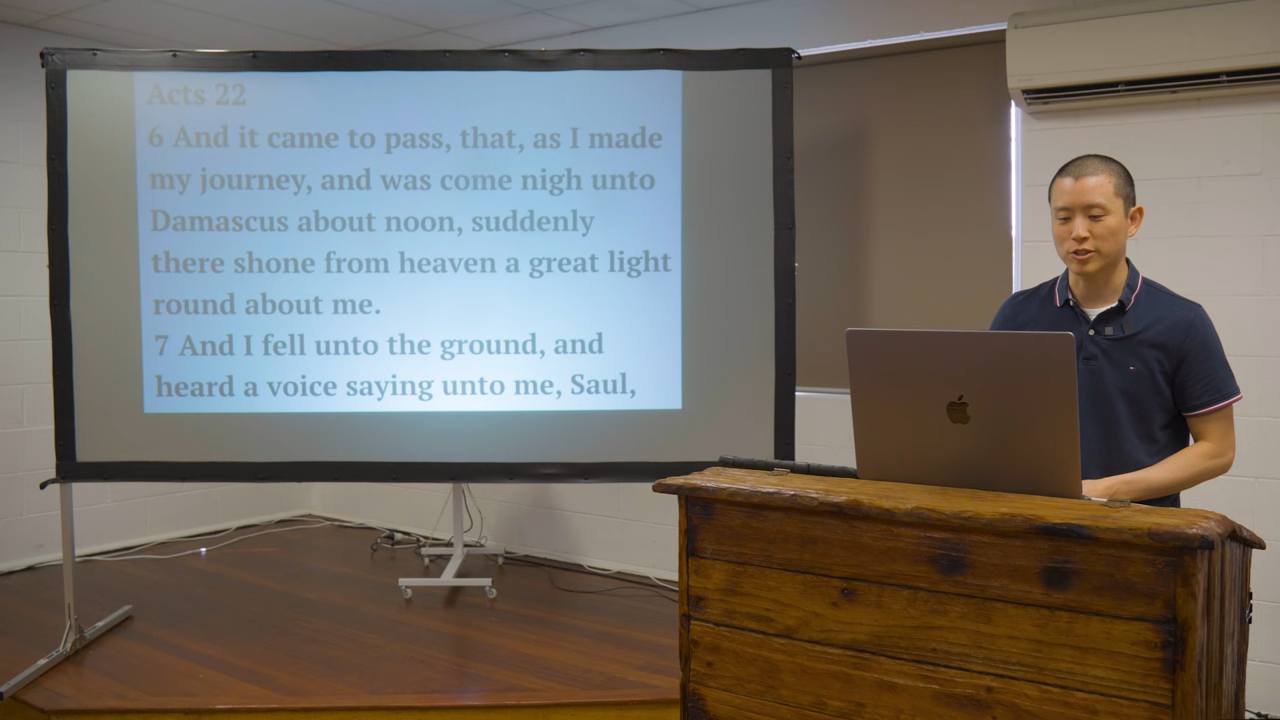 Acts 22
6 And it came to pass, that, as I made
my journey, and was come nigh unto
Damascus about noon, suddenly
there shone from heaven a great light
round about me.
7 And I fell unto the ground, and
heard a voice saying unto me, Saul,